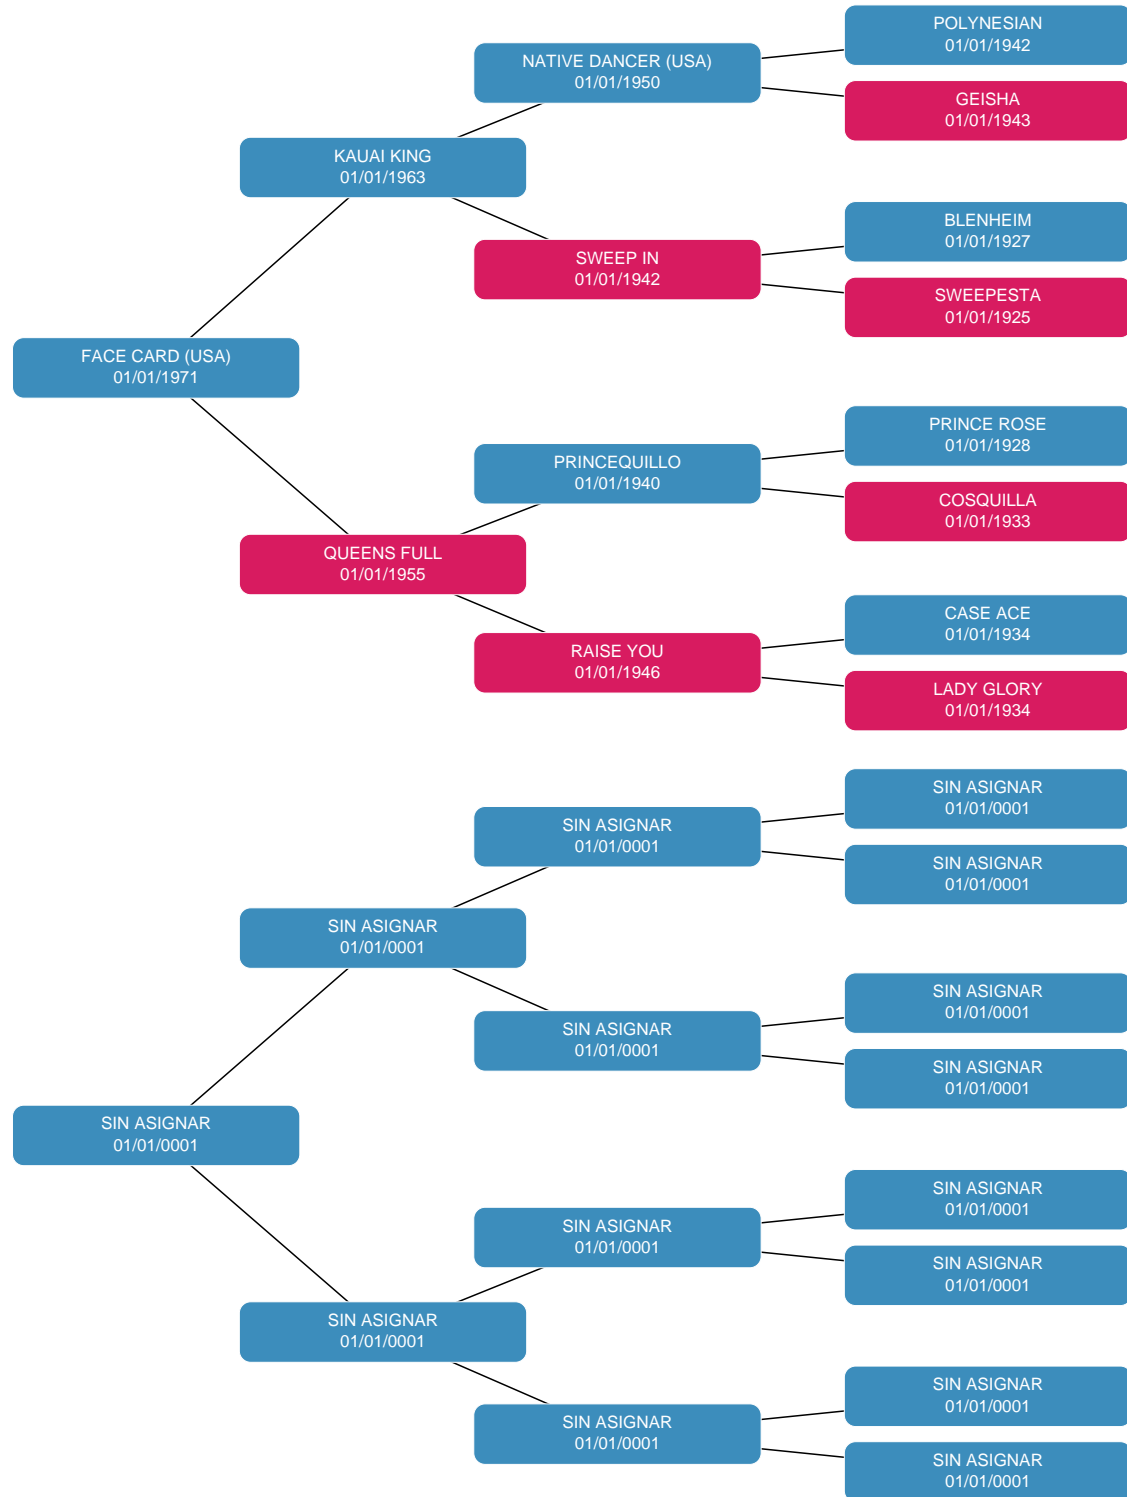 POLYNESIAN
01/01/1942
NATIVE DANCER (USA)
01/01/1950
GEISHA
01/01/1943
KAUAI KING
01/01/1963
BLENHEIM
01/01/1927
SWEEP IN
01/01/1942
SWEEPESTA
01/01/1925
FACE CARD (USA)
01/01/1971
PRINCE ROSE
01/01/1928
PRINCEQUILLO
01/01/1940
COSQUILLA
01/01/1933
QUEENS FULL
01/01/1955
CASE ACE
01/01/1934
RAISE YOU
01/01/1946
LADY GLORY
01/01/1934
SIN ASIGNAR
01/01/0001
SIN ASIGNAR
01/01/0001
SIN ASIGNAR
01/01/0001
SIN ASIGNAR
01/01/0001
SIN ASIGNAR
01/01/0001
SIN ASIGNAR
01/01/0001
SIN ASIGNAR
01/01/0001
SIN ASIGNAR
01/01/0001
SIN ASIGNAR
01/01/0001
SIN ASIGNAR
01/01/0001
SIN ASIGNAR
01/01/0001
SIN ASIGNAR
01/01/0001
SIN ASIGNAR
01/01/0001
SIN ASIGNAR
01/01/0001
SIN ASIGNAR
01/01/0001